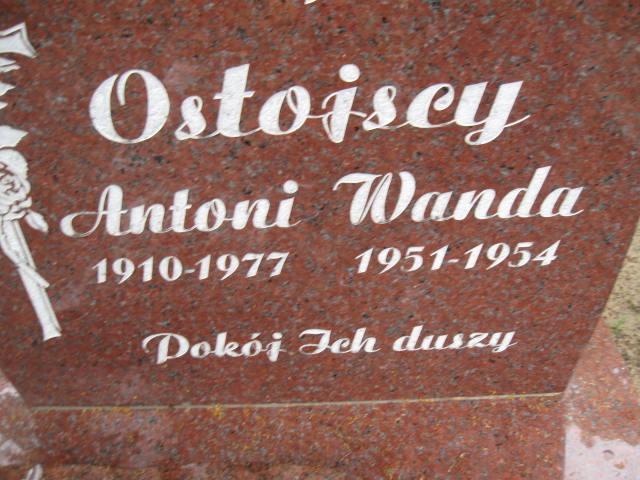 Ostojscy
Antoni Wanda
1910-1977 1951-1954
Pokój Ich duszy